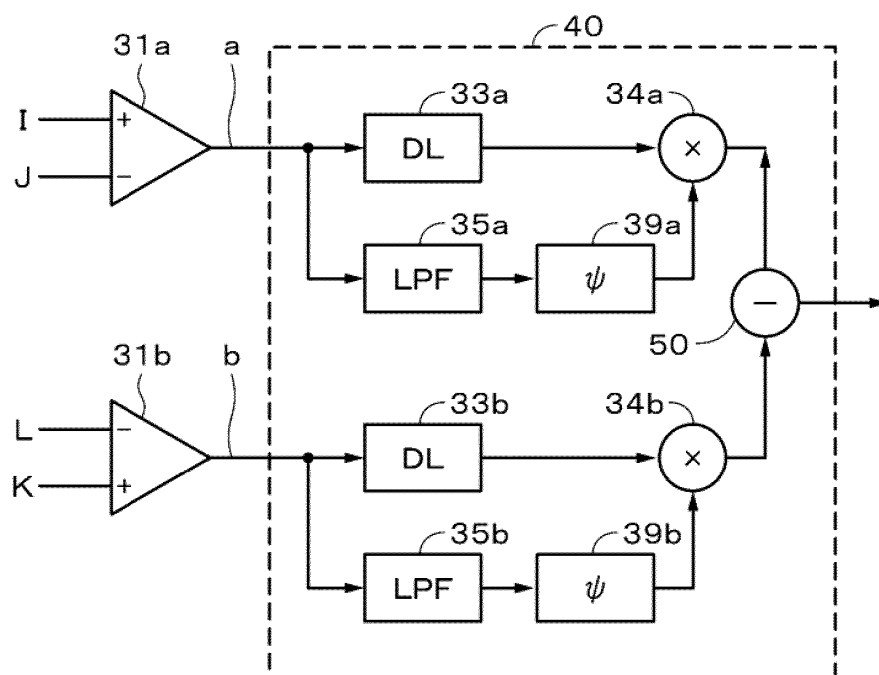 40
31a a 33a 34a
I + DL ×
J −
35a 39a
LPF ψ
−
50
31b b 33b 34b
L − DL ×
K +
35b 39b
LPF ψ